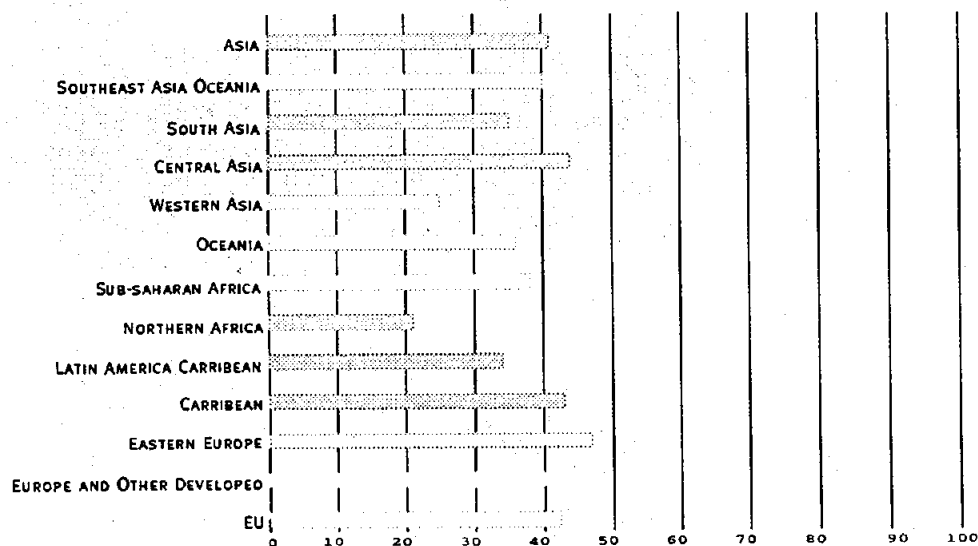 ASIA
SOUTHEAST ASIA OCEANIA
SOUTH ASIA
CENTRAL ASIA
WESTERN ASIA
OCEANIA
SUB-SAHARAN AFRICA
NORTHERN AFRICA
LATIN AMERICA CARRIBEAN
CARRIBEAN
EASTERN EUROPE
EUROPE AND OTHER DEVELOPED
EU
0 10 20 30 40 50 60 70 80 90 100